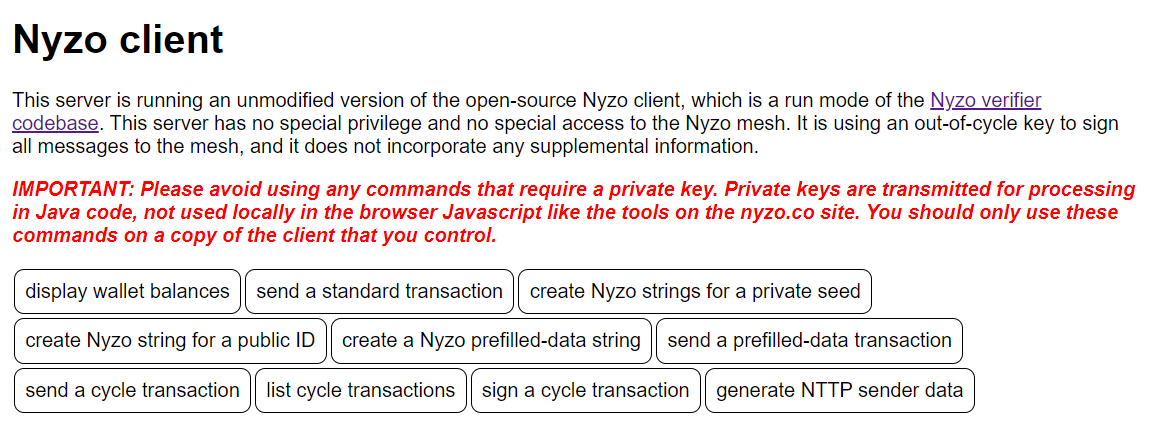 Nyzo client
This server is running an unmodified version of the open-source Nyzo client, which is a run mode of the Nyzo verifier
codebase. This server has no special privilege and no special access to the Nyzo mesh. It is using an out-of-cycle key to sign
all messages to the mesh, and it does not incorporate any supplemental information.
IMPORTANT: Please avoid using any commands that require a private key. Private keys are transmitted for processing
in Java code, not used locally in the browser Javascript like the tools on the nyzo.co site. You should only use these
commands on a copy of the client that you control.
display wallet balances send a standard transaction create Nyzo strings for a private seed
create Nyzo string for a public ID create a Nyzo prefilled-data string send a prefilled-data transaction
send a cycle transaction list cycle transactions sign a cycle transaction generate NTTP sender data